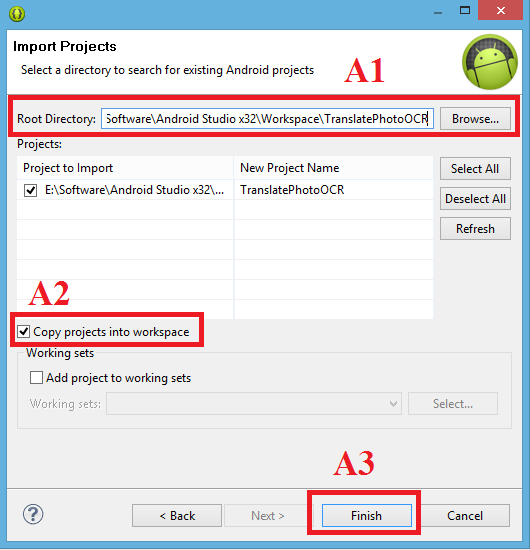 Import Projects
Select a directory to search for existing Android projects
A1
Root Directory: Software\Android Studio x32\Workspace\TranslatePhotoOCR Browse...
Projects:
Project to Import New Project Name Select All
E:\Software\Android Studio x32\... TranslatePhotoOCR
Deselect All
Refresh
A2
Copy projects into workspace
Working sets
Add project to working sets
Working sets: Select...
A3
? < Back Next > Finish Cancel